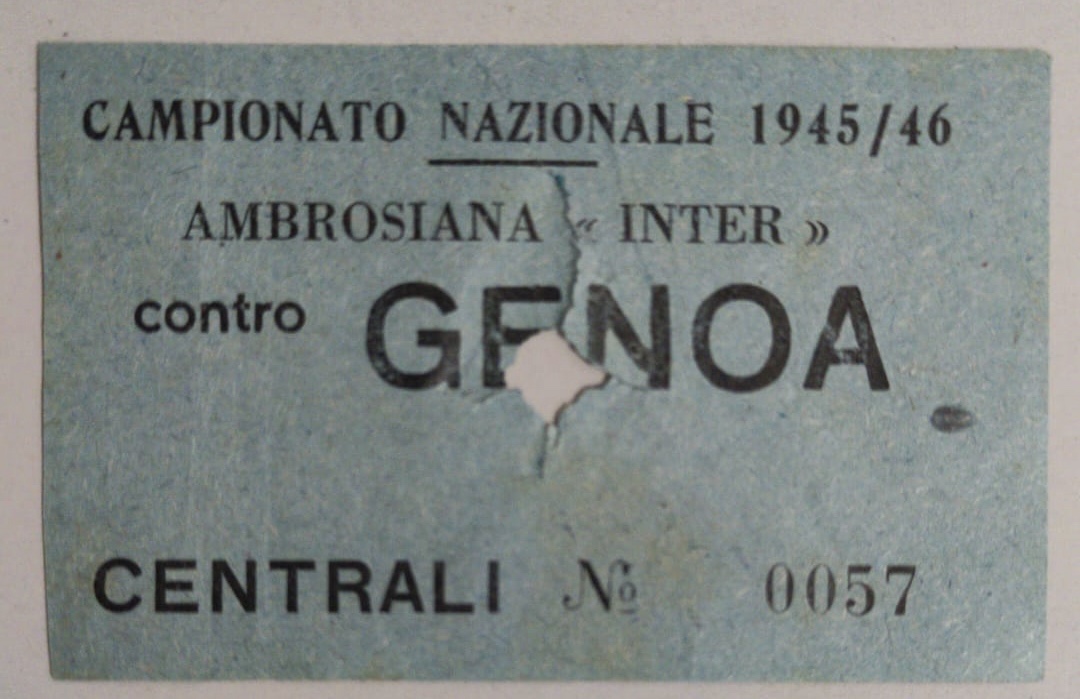 CAMPIONATO NAZIONALE 1945/46
AMBROSIANA « INTER »
contro GENOA
CENTRALI № 0057